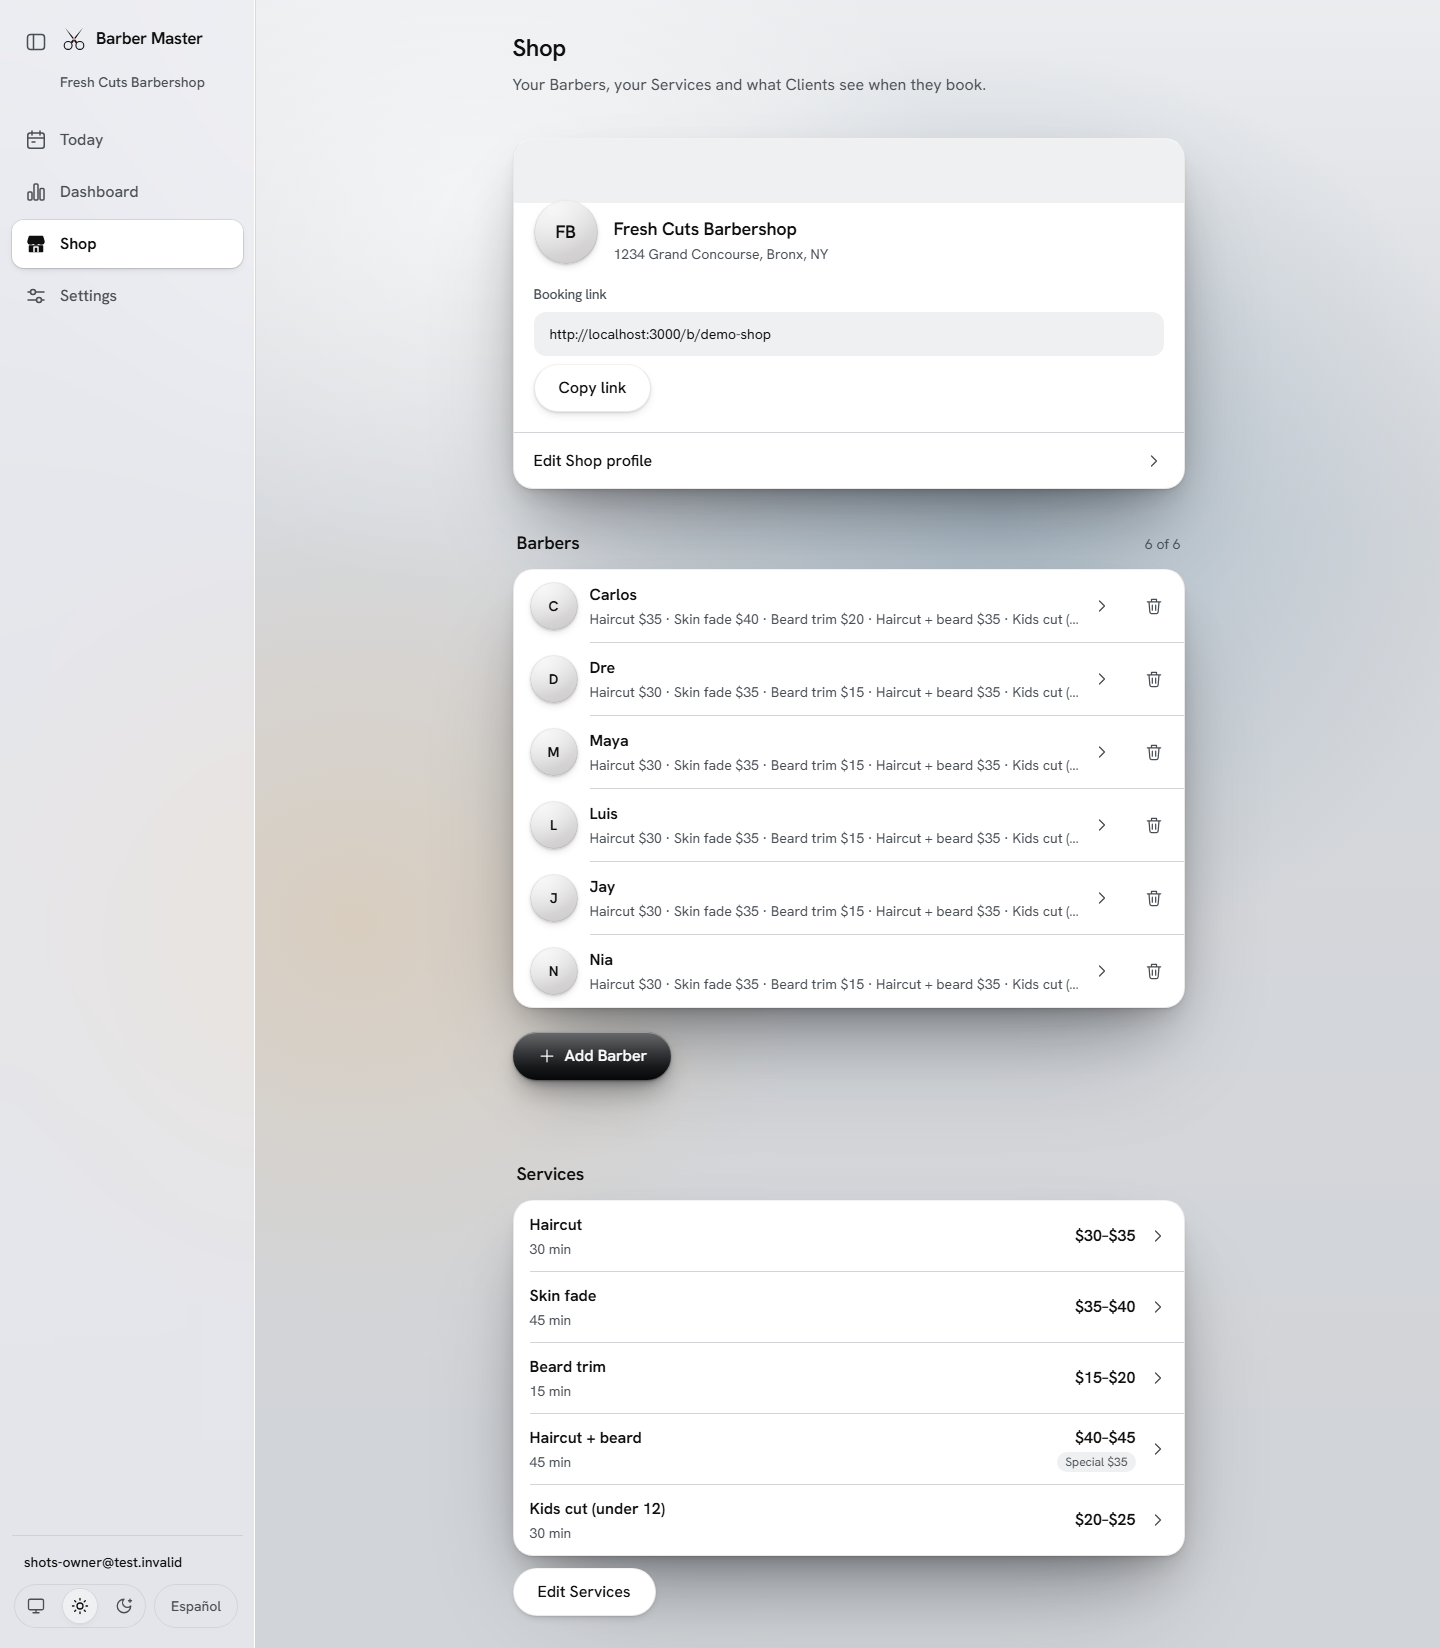 Barber Master
Fresh Cuts Barbershop
Today
Dashboard
Shop
Settings
shots-owner@test.invalid
Español
Shop
Your Barbers, your Services and what Clients see when they book.
FB
Fresh Cuts Barbershop
1234 Grand Concourse, Bronx, NY
Booking link
http://localhost:3000/b/demo-shop
Copy link
Edit Shop profile
Barbers
6 of 6
C
Carlos
Haircut $35 · Skin fade $40 · Beard trim $20 · Haircut + beard $35 · Kids cut (...
D
Dre
Haircut $30 · Skin fade $35 · Beard trim $15 · Haircut + beard $35 · Kids cut (...
M
Maya
Haircut $30 · Skin fade $35 · Beard trim $15 · Haircut + beard $35 · Kids cut (...
L
Luis
Haircut $30 · Skin fade $35 · Beard trim $15 · Haircut + beard $35 · Kids cut (...
J
Jay
Haircut $30 · Skin fade $35 · Beard trim $15 · Haircut + beard $35 · Kids cut (...
N
Nia
Haircut $30 · Skin fade $35 · Beard trim $15 · Haircut + beard $35 · Kids cut (...
Add Barber
Services
Haircut
30 min
$30–$35
Skin fade
45 min
$35–$40
Beard trim
15 min
$15–$20
Haircut + beard
45 min
$40–$45
Special $35
Kids cut (under 12)
30 min
$20–$25
Edit Services